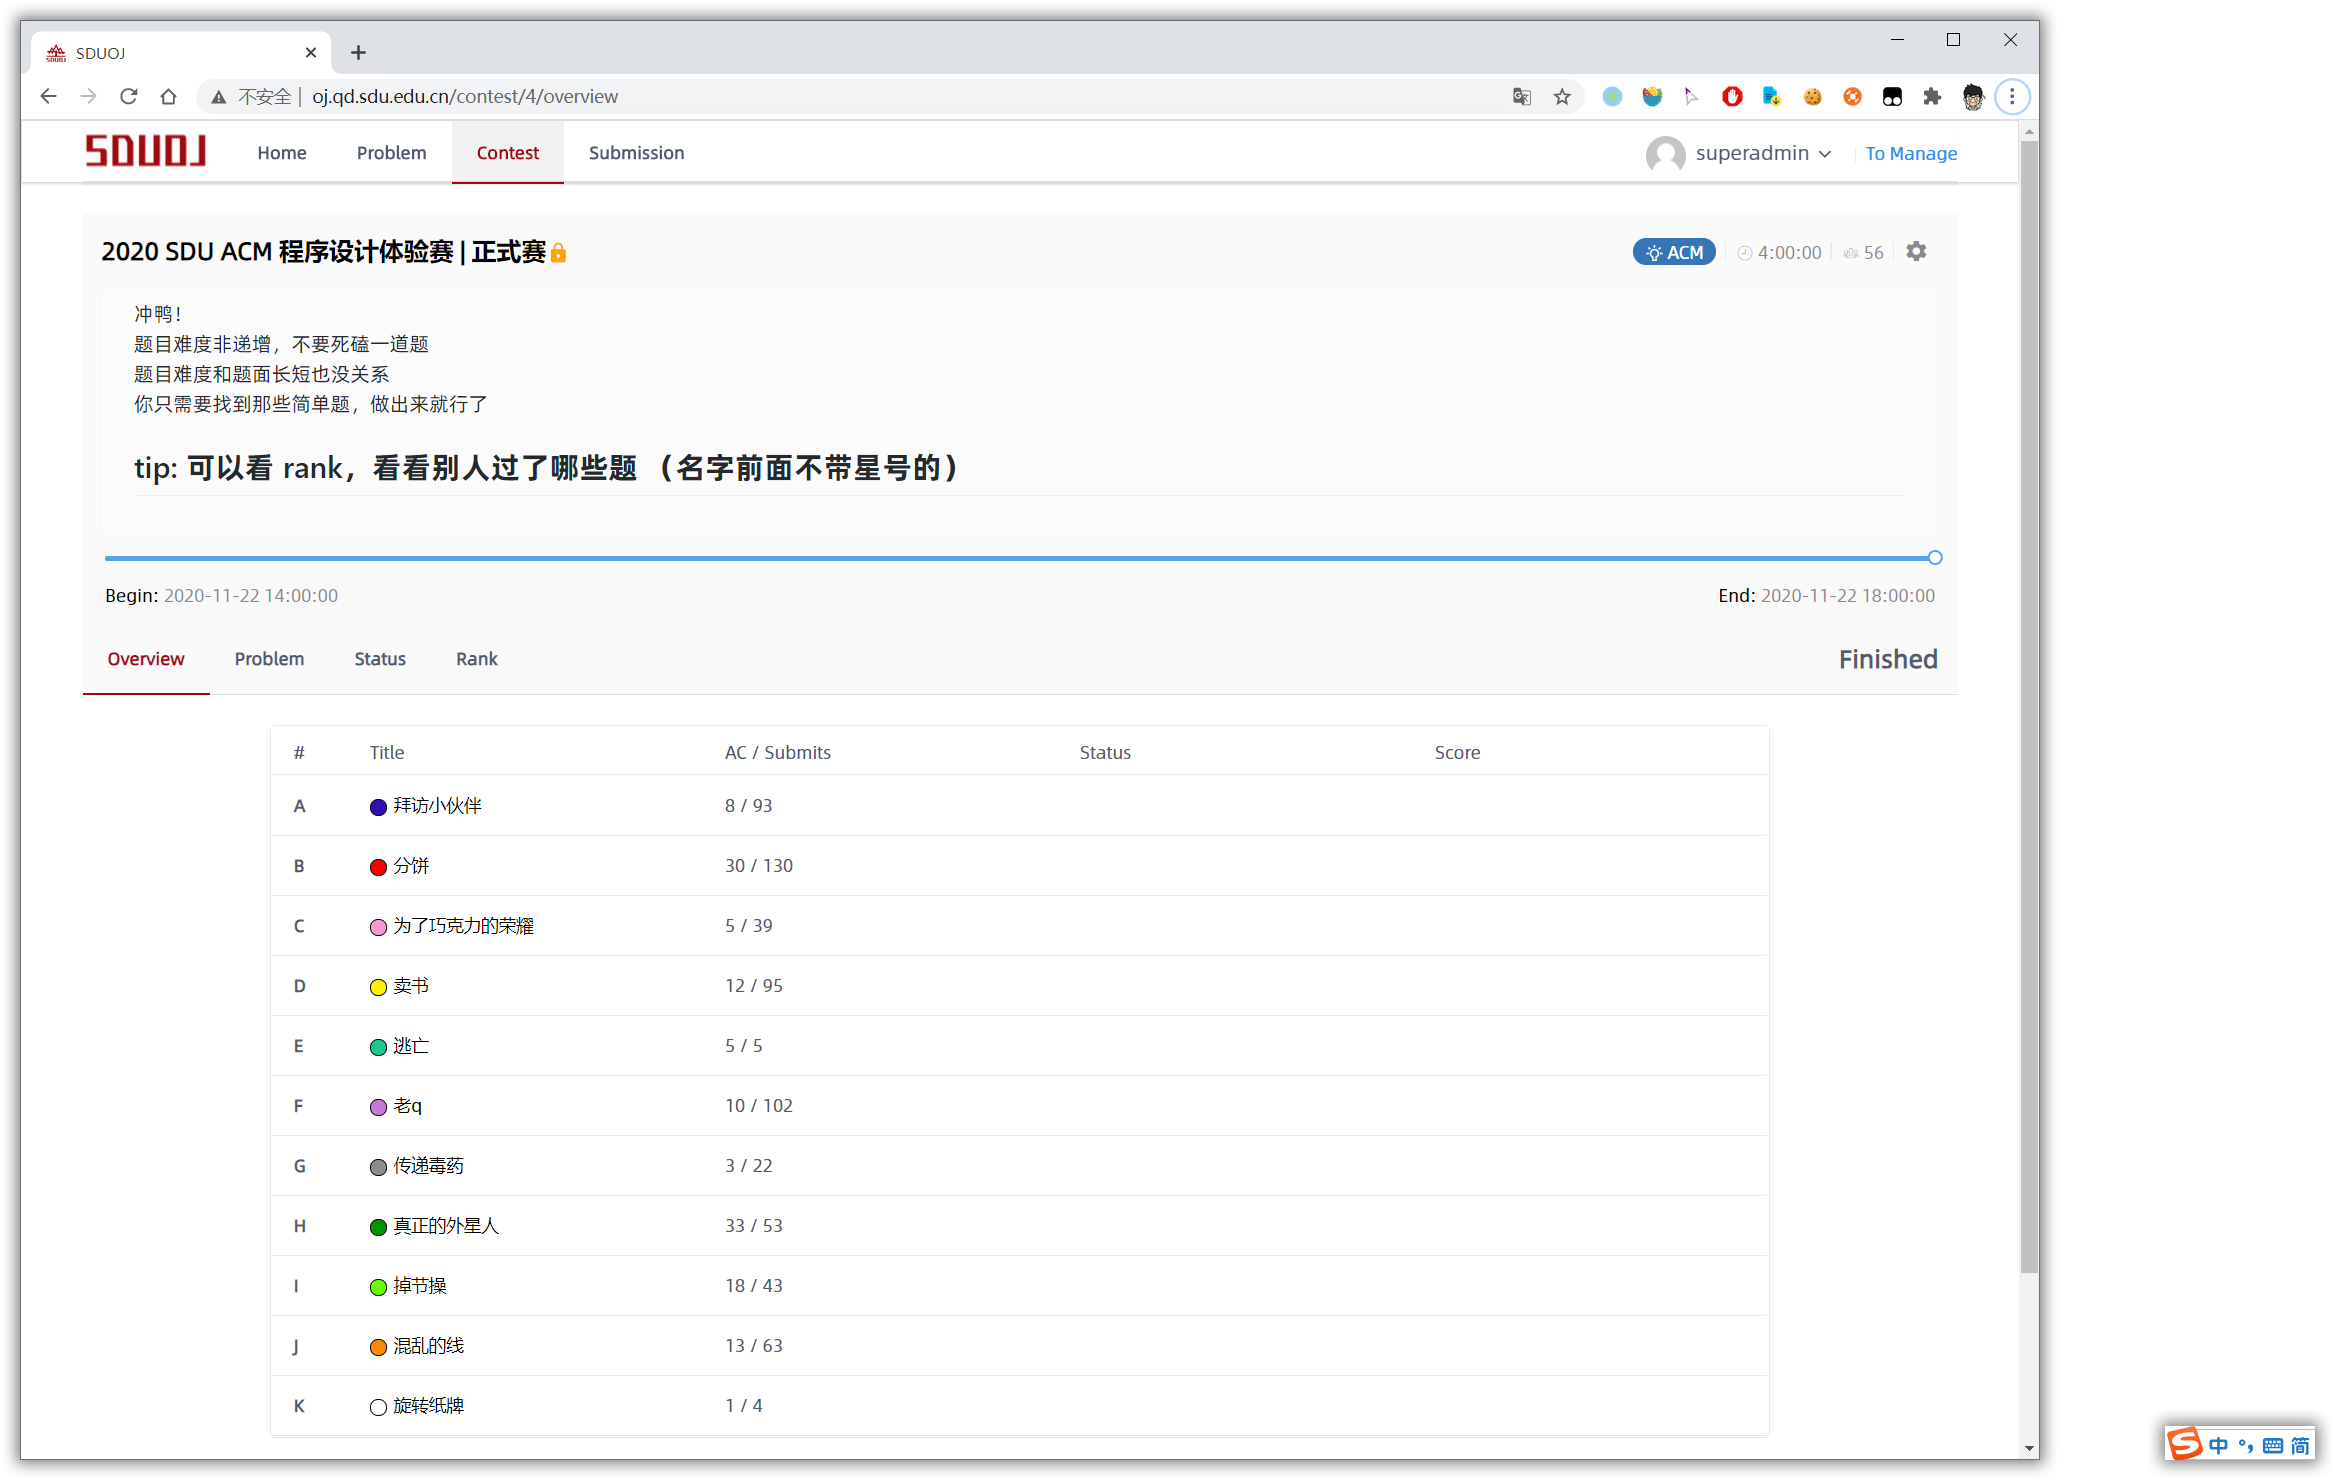 SDUOJ
不安全 | oj.qd.sdu.edu.cn/contest/4/overview
SDUOJ Home Problem Contest Submission superadmin To Manage
2020 SDU ACM 程序设计体验赛 | 正式赛 ACM 4:00:00 56
冲鸭!
题目难度非递增，不要死磕一道题
题目难度和题面长短也没关系
你只需要找到那些简单题，做出来就行了
tip: 可以看 rank，看看别人过了哪些题 （名字前面不带星号的）
Begin: 2020-11-22 14:00:00 End: 2020-11-22 18:00:00
Overview Problem Status Rank Finished
# Title AC / Submits Status Score
A 拜访小伙伴 8 / 93
B 分饼 30 / 130
C 为了巧克力的荣耀 5 / 39
D 卖书 12 / 95
E 逃亡 5 / 5
F 老q 10 / 102
G 传递毒药 3 / 22
H 真正的外星人 33 / 53
I 掉节操 18 / 43
J 混乱的线 13 / 63
K 旋转纸牌 1 / 4
S 中 °, 简